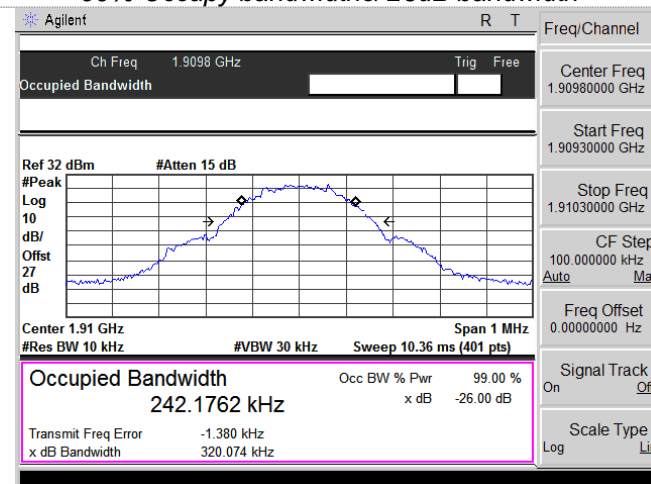 Agilent R T
Ch Freq 1.9098 GHz Trig Free
Occupied Bandwidth
Ref 32 dBm #Atten 15 dB
#Peak
Log
10
dB/
Offst
27
dB
Center 1.91 GHz Span 1 MHz
#Res BW 10 kHz #VBW 30 kHz Sweep 10.36 ms (401 pts)
Occupied Bandwidth Occ BW % Pwr 99.00 %
242.1762 kHz x dB -26.00 dB
Transmit Freq Error -1.380 kHz
x dB Bandwidth 320.074 kHz
Freq/Channel
Center Freq
1.90980000 GHz
Start Freq
1.90930000 GHz
Stop Freq
1.91030000 GHz
CF Step
100.000000 kHz
Auto Ma
Freq Offset
0.00000000 Hz
Signal Track
On Of
Scale Type
Log Li